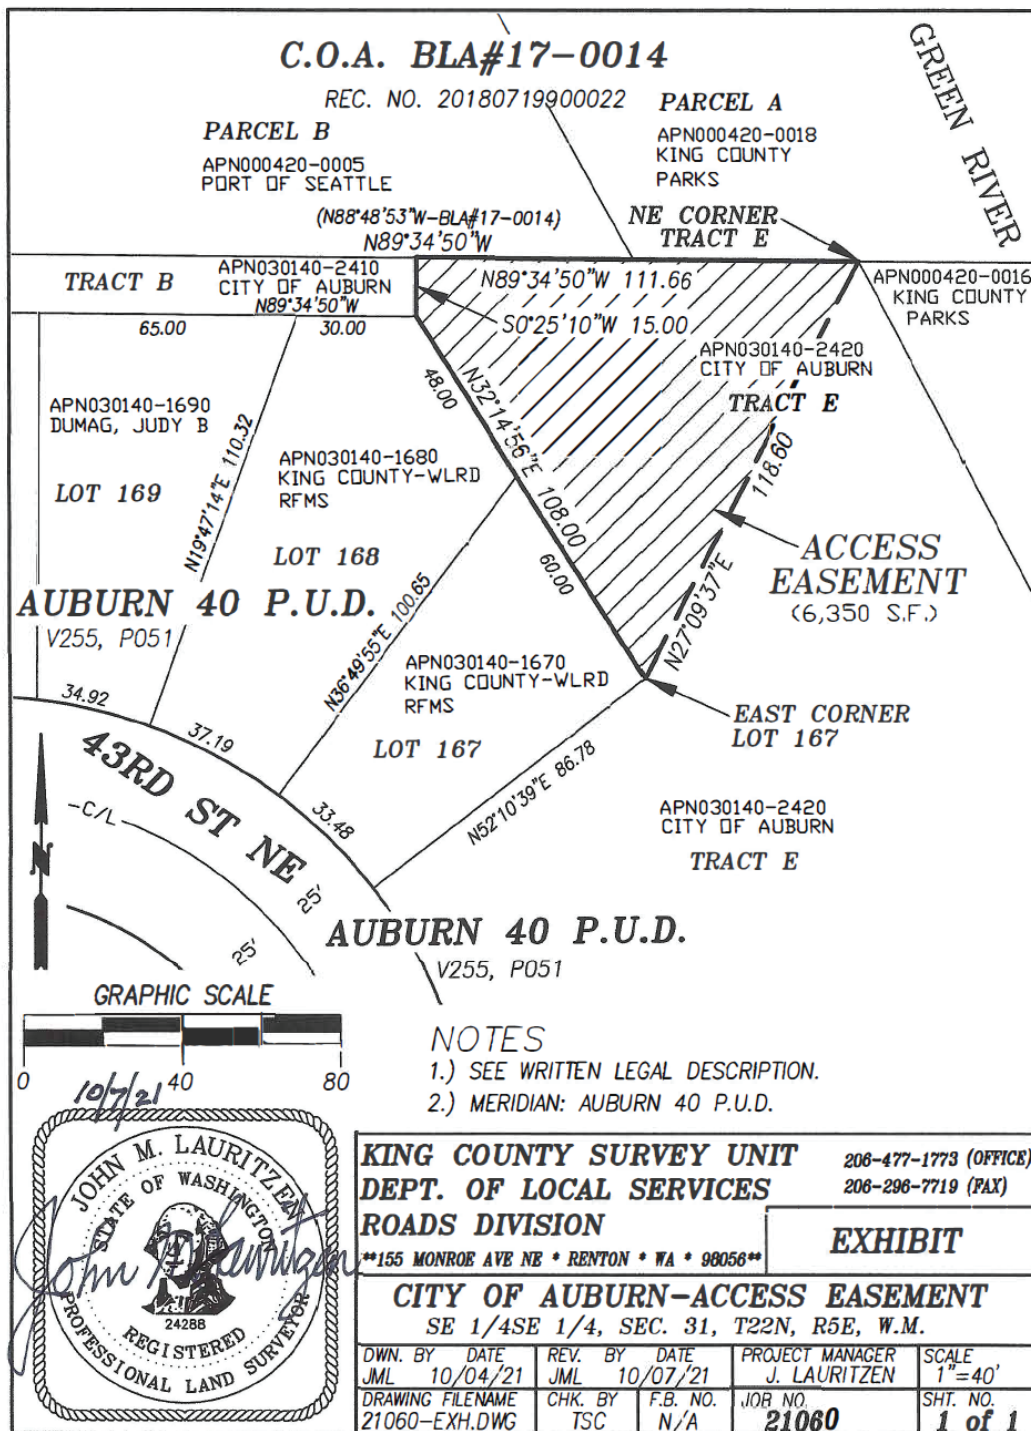 C.O.A. BLA#17-0014
REC. NO. 20180719900022
PARCEL A
APN000420-0018
KING COUNTY
PARKS
GREEN RIVER
PARCEL B
APN000420-0005
PORT OF SEATTLE
(N88°48'53"W-BLA#17-0014)
N89°34'50"W
NE CORNER
TRACT E
TRACT B
APN030140-2410
CITY OF AUBURN
N89°34'50"W
N89°34'50"W 111.66
APN000420-0016
KING COUNTY
PARKS
65.00
30.00
S0°25'10"W 15.00
APN030140-2420
CITY OF AUBURN
TRACT E
48.00
N32°14'56"E 108.00
60.00
118.60
N27°09'37"E
APN030140-1690
DUMAG, JUDY B
LOT 169
N19°47'14"E 110.32
APN030140-1680
KING COUNTY-WLRD
RFMS
LOT 168
ACCESS
EASEMENT
(6,350 S.F.)
AUBURN 40 P.U.D.
V255, P051
N36°49'55"E 100.65
APN030140-1670
KING COUNTY-WLRD
RFMS
LOT 167
EAST CORNER
LOT 167
34.92
37.19
33.48
N52°10'39"E 86.78
43RD ST NE
-C/L
25'
25'
APN030140-2420
CITY OF AUBURN
TRACT E
N
AUBURN 40 P.U.D.
V255, P051
GRAPHIC SCALE
0 40 80
NOTES
1.) SEE WRITTEN LEGAL DESCRIPTION.
2.) MERIDIAN: AUBURN 40 P.U.D.
10/7/21
JOHN M. LAURITZEN
STATE OF WASHINGTON
John M Lauritzen
24288
REGISTERED
PROFESSIONAL LAND SURVEYOR
KING COUNTY SURVEY UNIT
206-477-1773 (OFFICE)
DEPT. OF LOCAL SERVICES
206-296-7719 (FAX)
ROADS DIVISION
**155 MONROE AVE NE * RENTON * WA * 98056**
EXHIBIT
CITY OF AUBURN-ACCESS EASEMENT
SE 1/4SE 1/4, SEC. 31, T22N, R5E, W.M.
DWN. BY DATE
JML 10/04/21
REV. BY DATE
JML 10/07/21
PROJECT MANAGER
J. LAURITZEN
SCALE
1"=40'
DRAWING FILENAME
21060-EXH.DWG
CHK. BY
TSC
F.B. NO.
N/A
JOB NO.
21060
SHT. NO.
1 of 1